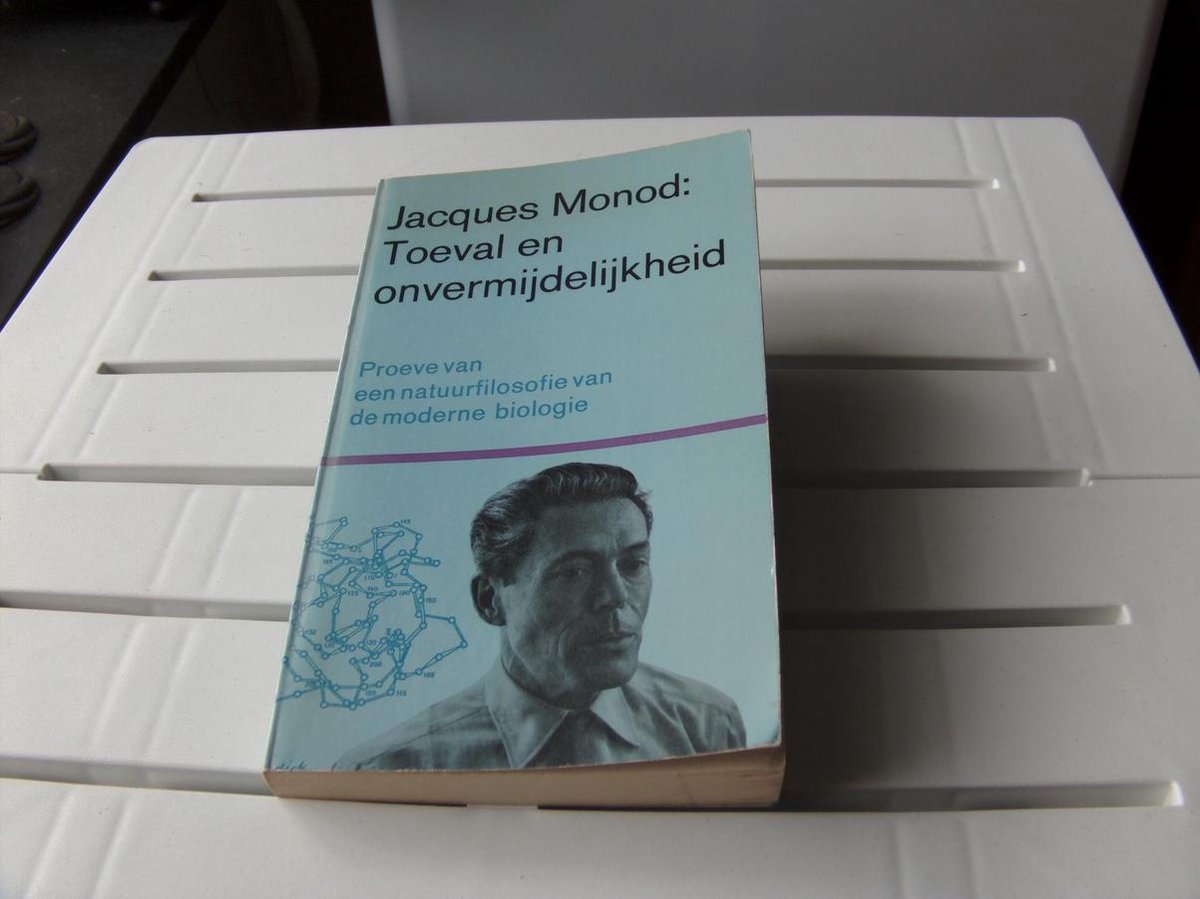 Jacques Monod:
Toeval en
onvermijdelijkheid
Proeve van
een natuurfilosofie van
de moderne biologie